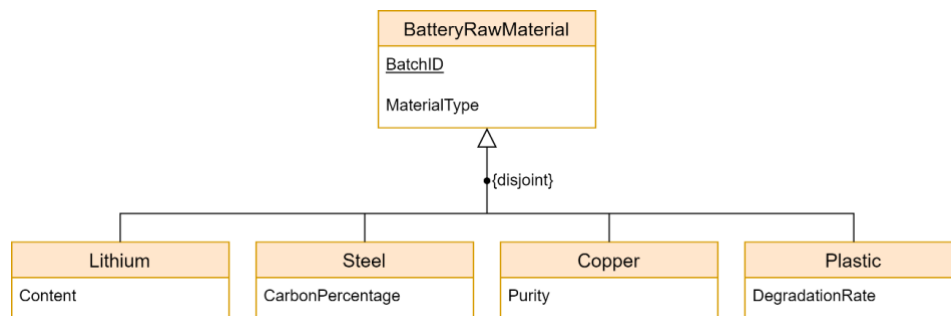 BatteryRawMaterial
BatchID
MaterialType
{disjoint}
Lithium
Content
Steel
CarbonPercentage
Copper
Purity
Plastic
DegradationRate